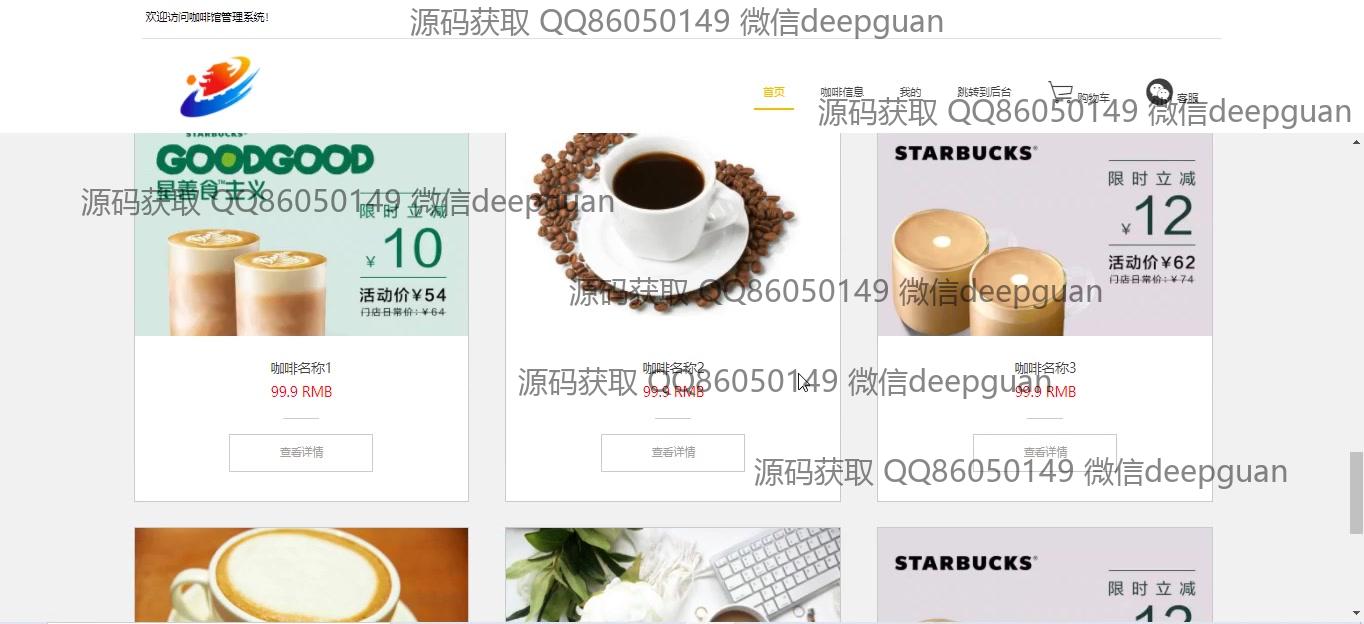 欢迎访问咖啡馆管理系统！
源码获取 QQ86050149 微信deepguan
首页
咖啡信息
我的
跳转到后台
购物车
客服
源码获取 QQ86050149 微信deepguan
STARBUCKS®
GOODGOOD
星善食™主义
限时立减
¥10
活动价¥54
门店日常价:¥64
STARBUCKS®
限时立减
¥12
活动价¥62
门店日常价:¥74
源码获取 QQ86050149 微信deepguan
源码获取 QQ86050149 微信deepguan
咖啡名称1
99.9 RMB
查看详情
咖啡名称2
99.9 RMB
查看详情
咖啡名称3
99.9 RMB
查看详情
源码获取 QQ86050149 微信deepguan
源码获取 QQ86050149 微信deepguan
STARBUCKS®
限时立减
12